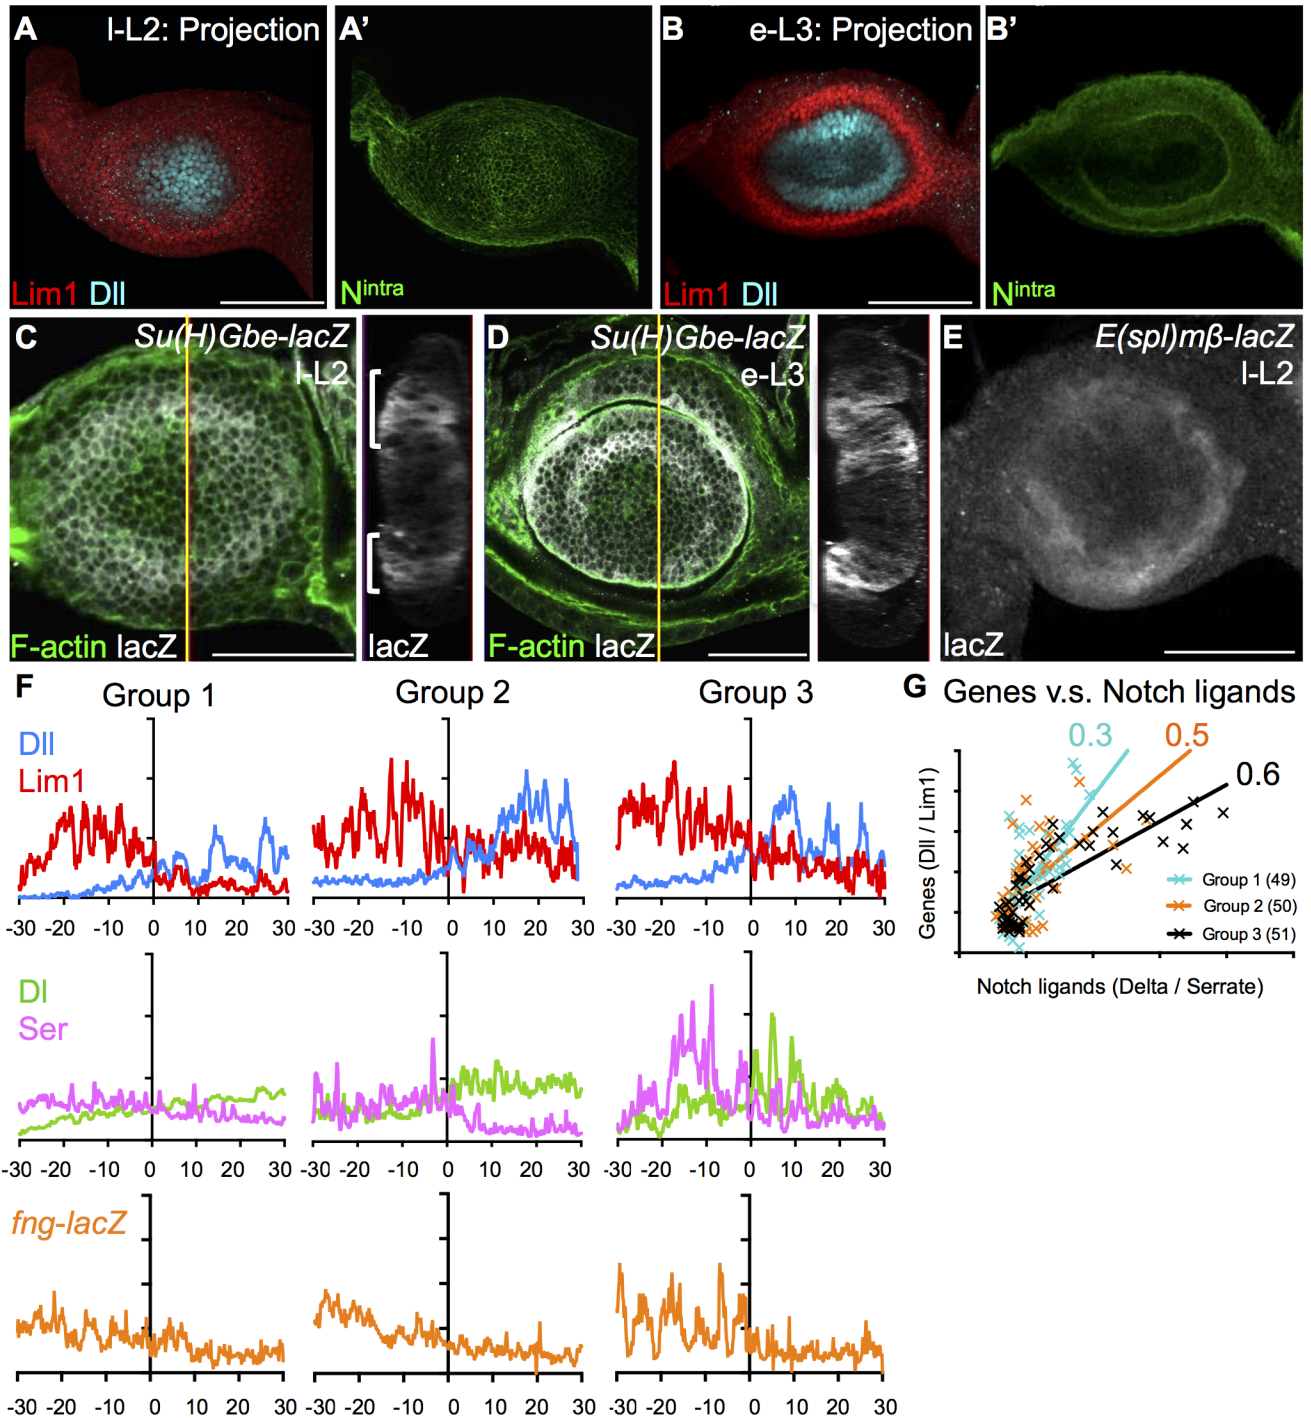 A l-L2: Projection
A’
B e-L3: Projection
B’
Lim1 Dll
Nintra
Lim1 Dll
Nintra
C Su(H)Gbe-lacZ
l-L2
F-actin lacZ
lacZ
D Su(H)Gbe-lacZ
e-L3
F-actin lacZ
E E(spl)mβ-lacZ
l-L2
lacZ
F Group 1 Group 2 Group 3
Dll
Lim1
-30 -20 -10 0 10 20 30
-30 -20 -10 0 10 20 30
-30 -20 -10 0 10 20 30
Dl
Ser
-30 -20 -10 0 10 20 30
-30 -20 -10 0 10 20 30
-30 -20 -10 0 10 20 30
fng-lacZ
-30 -20 -10 0 10 20 30
-30 -20 -10 0 10 20 30
-30 -20 -10 0 10 20 30
G Genes v.s. Notch ligands
0.3 0.5
0.6
Genes (Dll / Lim1)
Group 1 (49)
Group 2 (50)
Group 3 (51)
Notch ligands (Delta / Serrate)